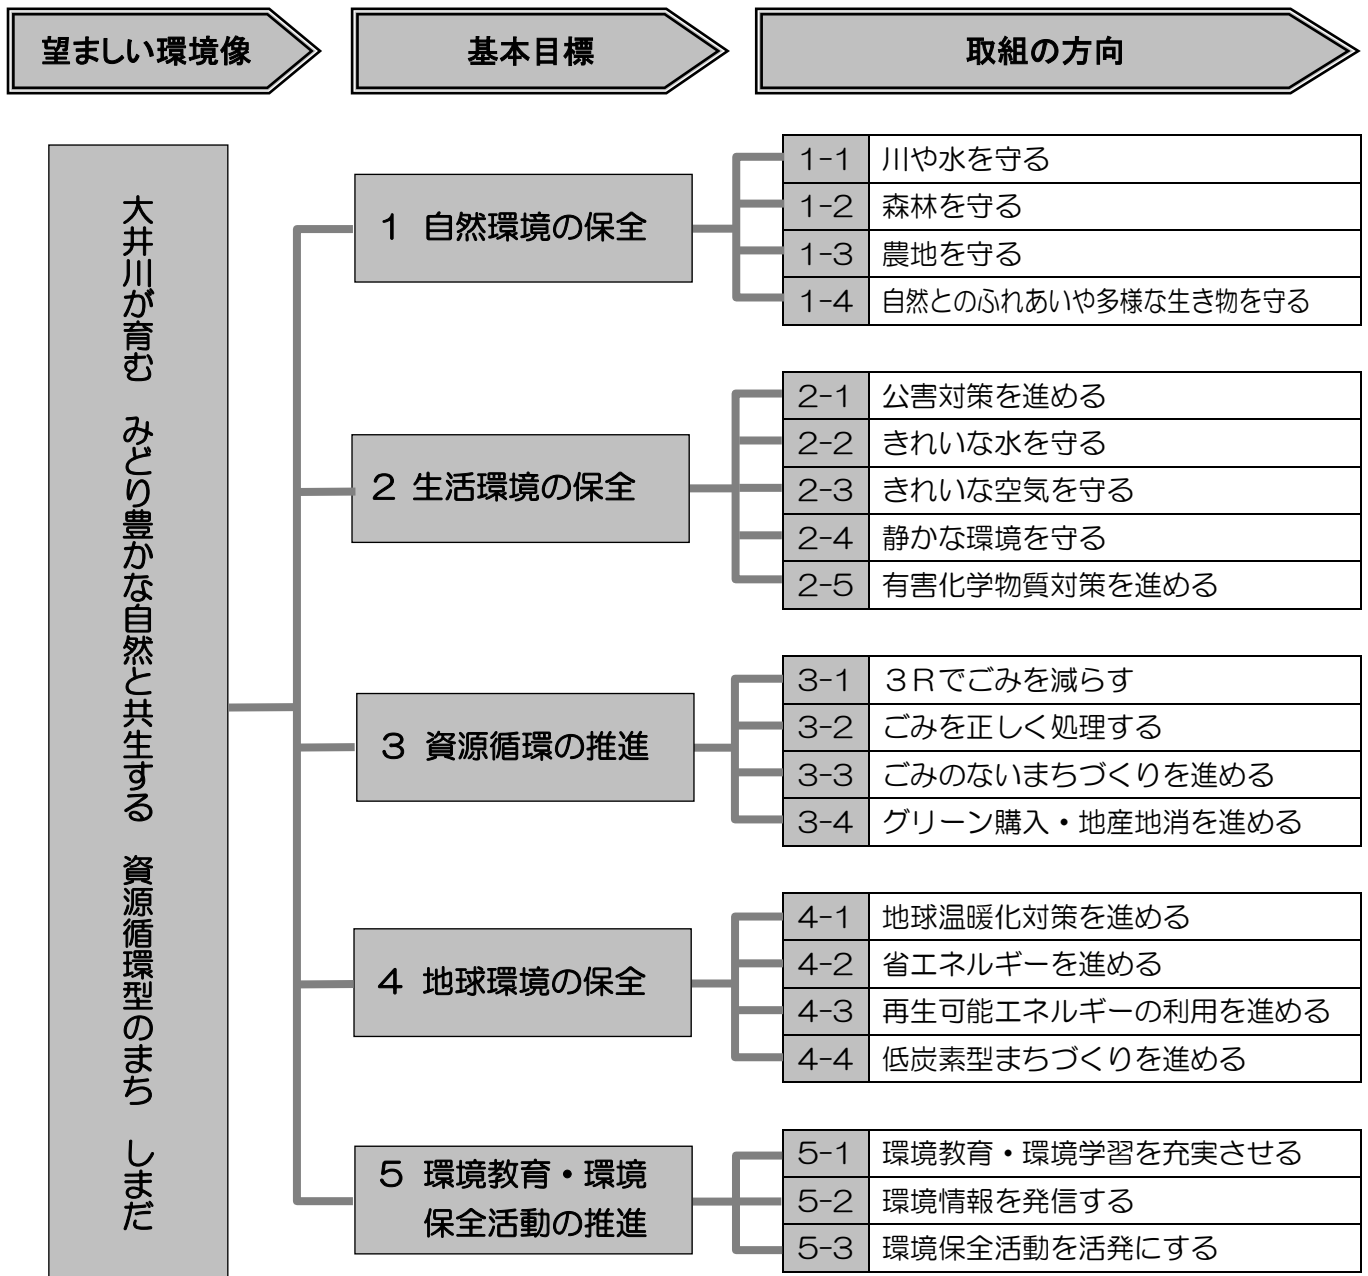 望ましい環境像
基本目標
取組の方向
大井川が育む　みどり豊かな自然と共生する　資源循環型のまち　しまだ
1 自然環境の保全
1-1 川や水を守る
1-2 森林を守る
1-3 農地を守る
1-4 自然とのふれあいや多様な生き物を守る
2 生活環境の保全
2-1 公害対策を進める
2-2 きれいな水を守る
2-3 きれいな空気を守る
2-4 静かな環境を守る
2-5 有害化学物質対策を進める
3 資源循環の推進
3-1 3Rでごみを減らす
3-2 ごみを正しく処理する
3-3 ごみのないまちづくりを進める
3-4 グリーン購入・地産地消を進める
4 地球環境の保全
4-1 地球温暖化対策を進める
4-2 省エネルギーを進める
4-3 再生可能エネルギーの利用を進める
4-4 低炭素型まちづくりを進める
5 環境教育・環境
保全活動の推進
5-1 環境教育・環境学習を充実させる
5-2 環境情報を発信する
5-3 環境保全活動を活発にする